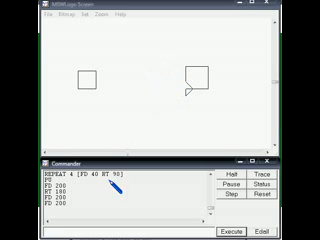 MSWLogo Screen
File Bitmap Set Zoom Help
Commander
REPEAT 4 [FD 40 RT 90]
PU
FD 200
RT 180
FD 200
FD 200
Halt Trace
Pause Status
Step Reset
Execute Edall